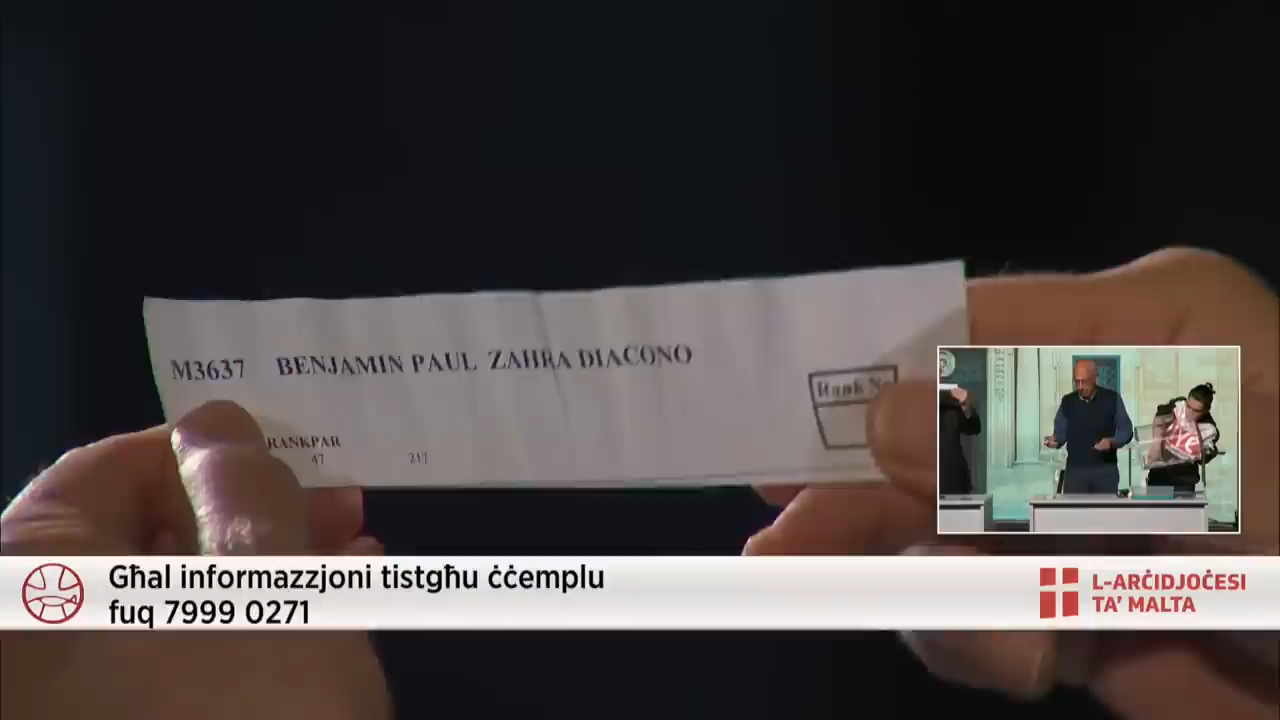 M3637 BENJAMIN PAUL ZAHRA DIACONO
Rank
RANKPAR
47 217
Għal informazzjoni tistgħu ċċemplu
fuq 7999 0271
L-ARĊIDJOĊESI
TA' MALTA